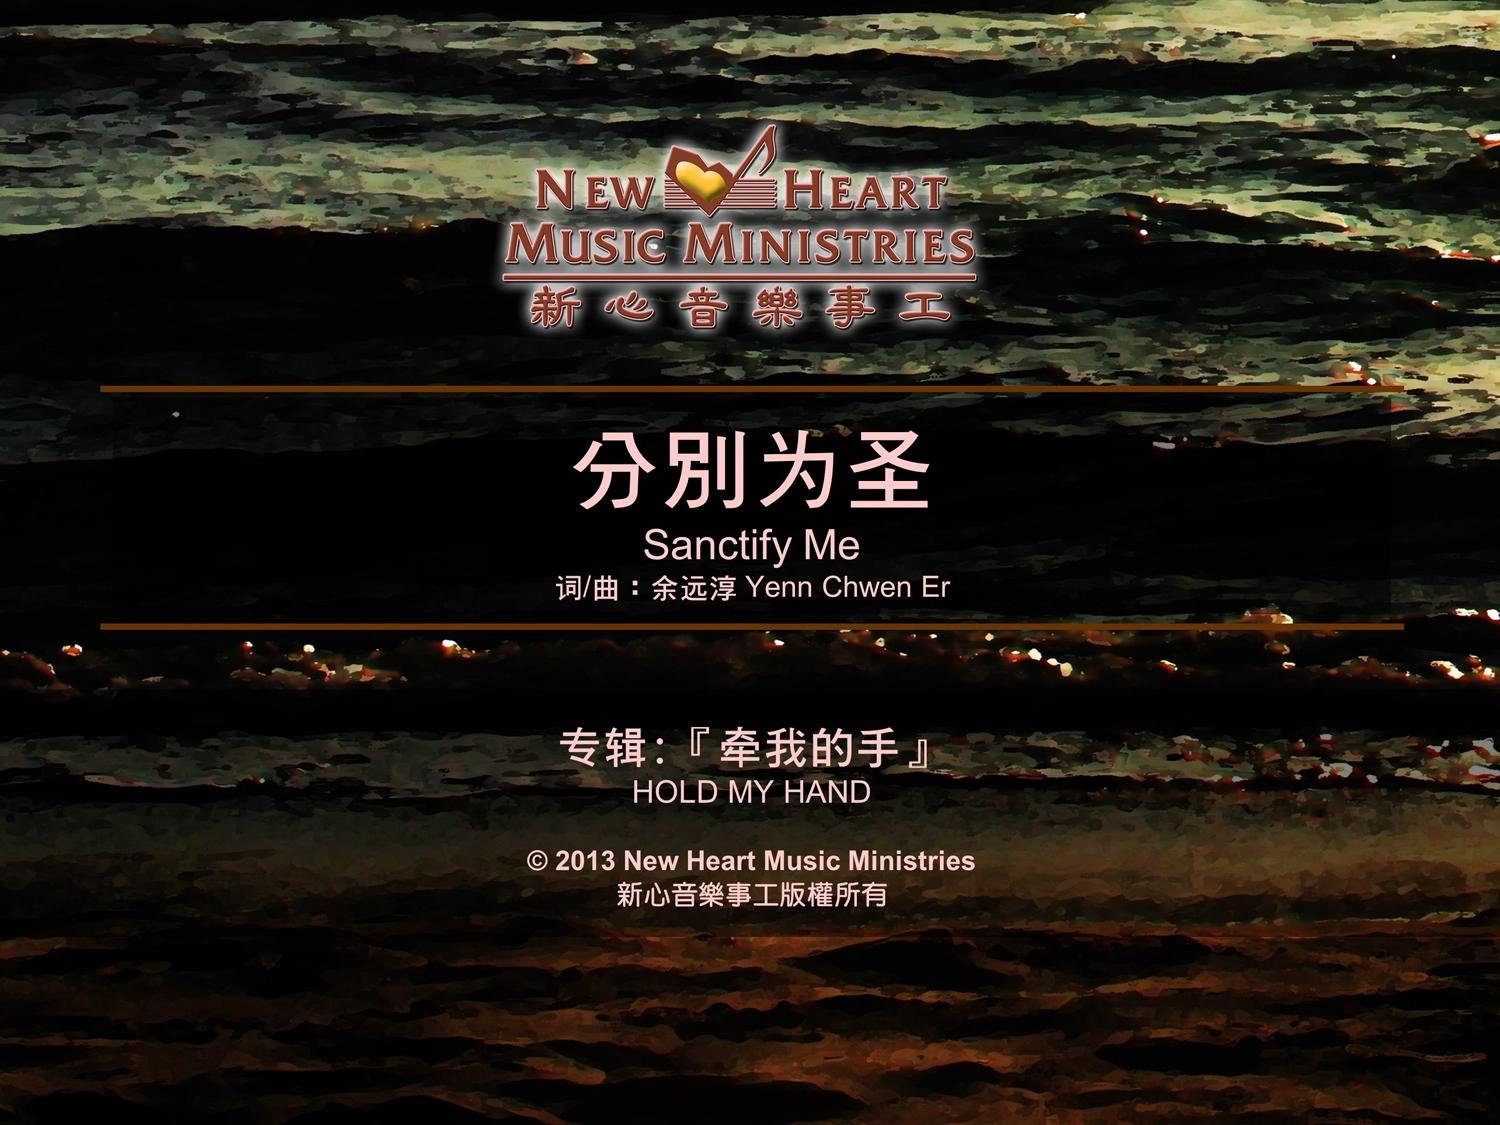 NEW HEART
MUSIC MINISTRIES
新心音樂事工
分別为圣
Sanctify Me
词/曲：余远淳 Yenn Chwen Er
专辑：『牵我的手』
HOLD MY HAND
© 2013 New Heart Music Ministries
新心音樂事工版權所有